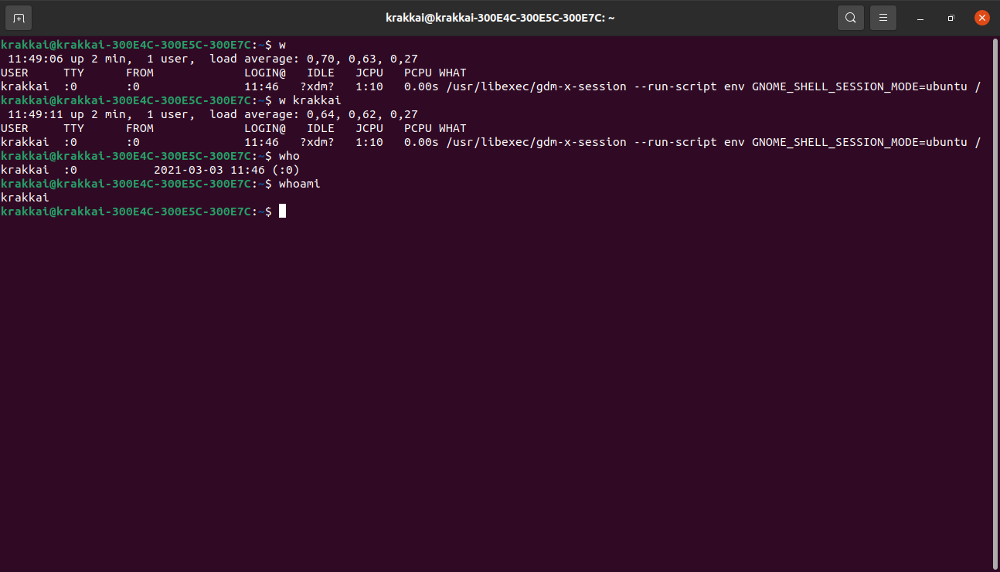 krakkai@krakkai-300E4C-300E5C-300E7C: ~
krakkai@krakkai-300E4C-300E5C-300E7C:~$ w
 11:49:06 up 2 min,  1 user,  load average: 0,70, 0,63, 0,27
USER     TTY      FROM             LOGIN@   IDLE   JCPU   PCPU WHAT
krakkai  :0       :0               11:46   ?xdm?   1:10   0.00s /usr/libexec/gdm-x-session --run-script env GNOME_SHELL_SESSION_MODE=ubuntu /
krakkai@krakkai-300E4C-300E5C-300E7C:~$ w krakkai
 11:49:11 up 2 min,  1 user,  load average: 0,64, 0,62, 0,27
USER     TTY      FROM             LOGIN@   IDLE   JCPU   PCPU WHAT
krakkai  :0       :0               11:46   ?xdm?   1:10   0.00s /usr/libexec/gdm-x-session --run-script env GNOME_SHELL_SESSION_MODE=ubuntu /
krakkai@krakkai-300E4C-300E5C-300E7C:~$ who
krakkai  :0           2021-03-03 11:46 (:0)
krakkai@krakkai-300E4C-300E5C-300E7C:~$ whoami
krakkai
krakkai@krakkai-300E4C-300E5C-300E7C:~$